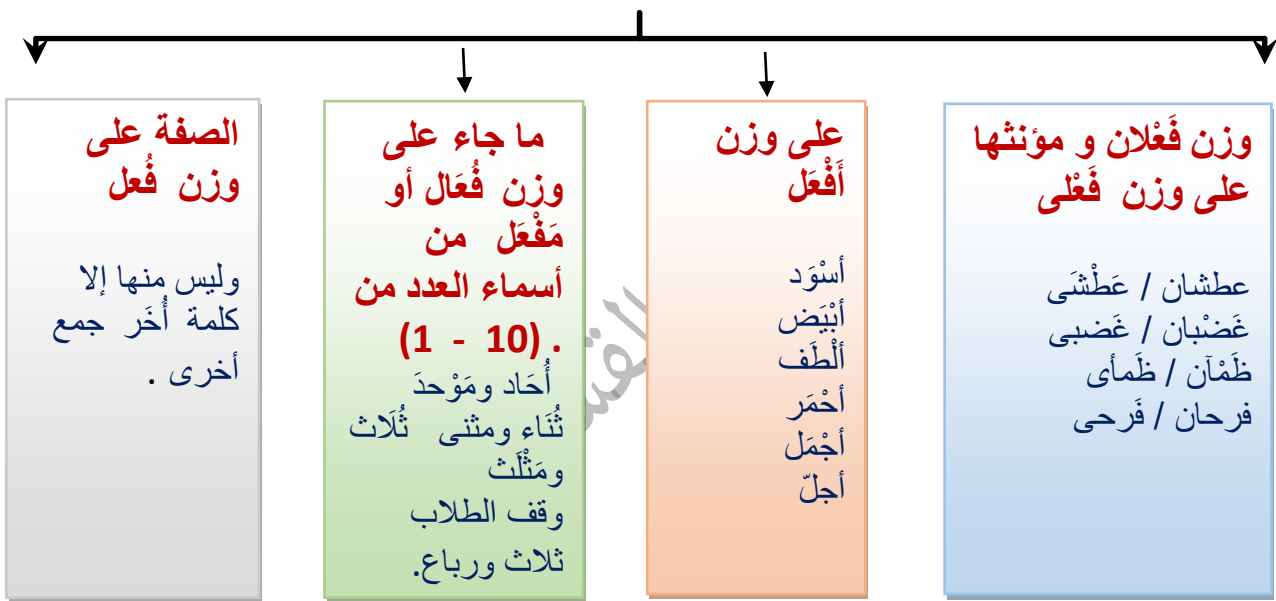 وزن فَعْلان و مؤنثها
على وزن فَعْلى
عطشان / عَطْشَى
غَضْبان / غَضبى
ظَمْآن / ظَمأى
فرحان / فَرحى
على وزن
أَفْعَل
أسْوَد
أبْيَض
ألْطَف
أحْمَر
أجْمَل
أجلّ
ما جاء على
وزن فُعَال أو
مَفْعَل من
أسماء العدد من
(1 - 10) .
أُحَاد ومَوْحدَ
ثُنَاء ومثنى ثُلَاث
ومَثْلَث
وقف الطلاب
ثلاث ورباع.
الصفة على
وزن فُعل
وليس منها إلا
كلمة أُخَر جمع
أخرى .